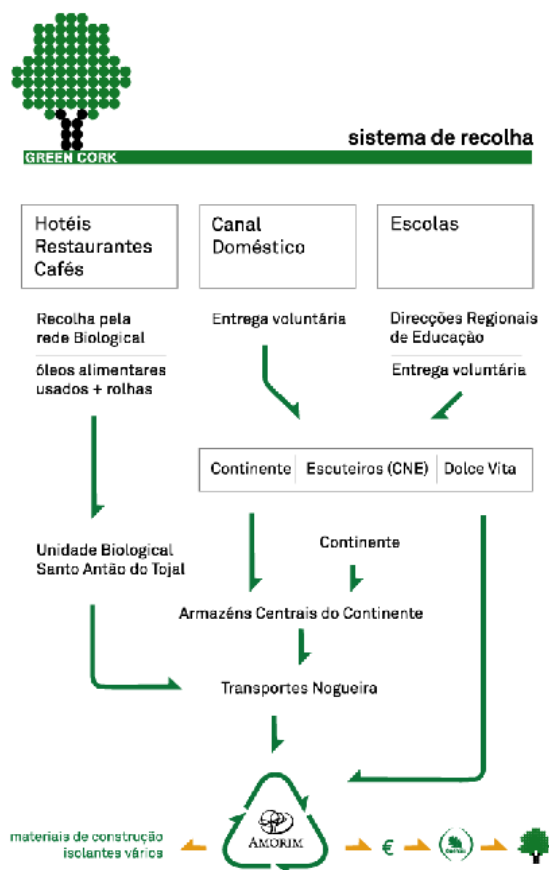 GREEN CORK
sistema de recolha
Hotéis
Restaurantes
Cafés
Canal
Doméstico
Escolas
Recolha pela
rede Biological
óleos alimentares
usados + rolhas
Entrega voluntária
Direcções Regionais
de Educação
Entrega voluntária
Continente
Escuteiros (CNE)
Dolce Vita
Unidade Biological
Santo Antão do Tojal
Continente
Armazéns Centrais do Continente
Transportes Nogueira
AMORIM
materiais de construção
isolantes vários
€